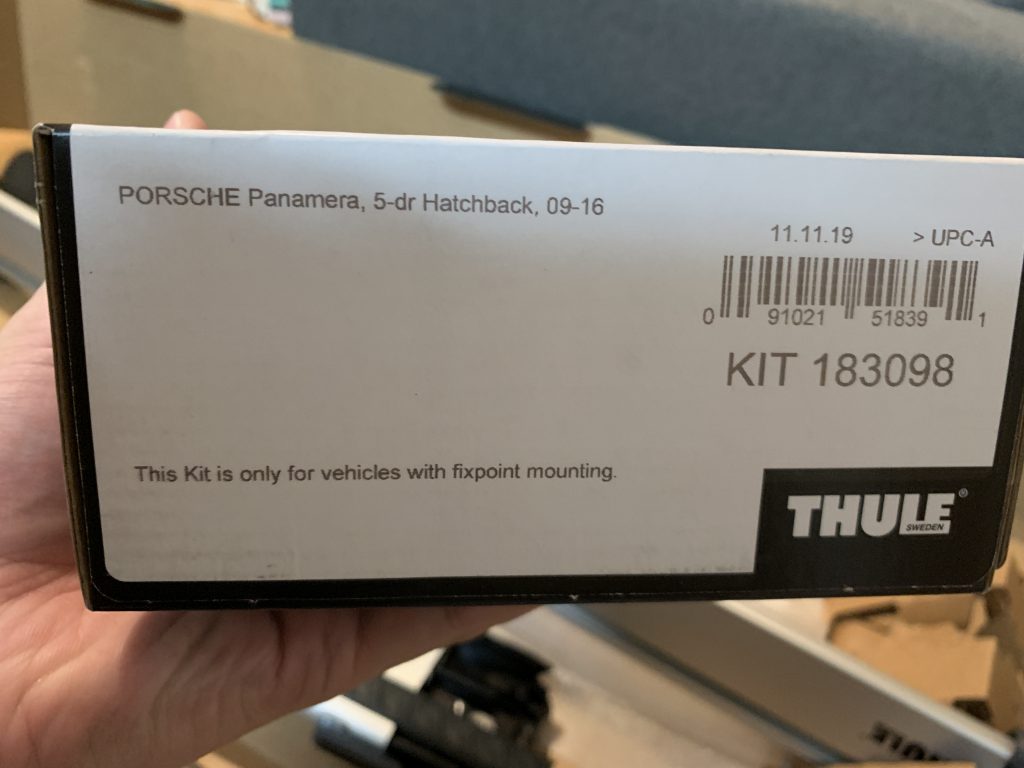 PORSCHE Panamera, 5-dr Hatchback, 09-16
11.11.19 > UPC-A
0 91021 51839 1
KIT 183098
This Kit is only for vehicles with fixpoint mounting.
THULE®
SWEDEN
THULE